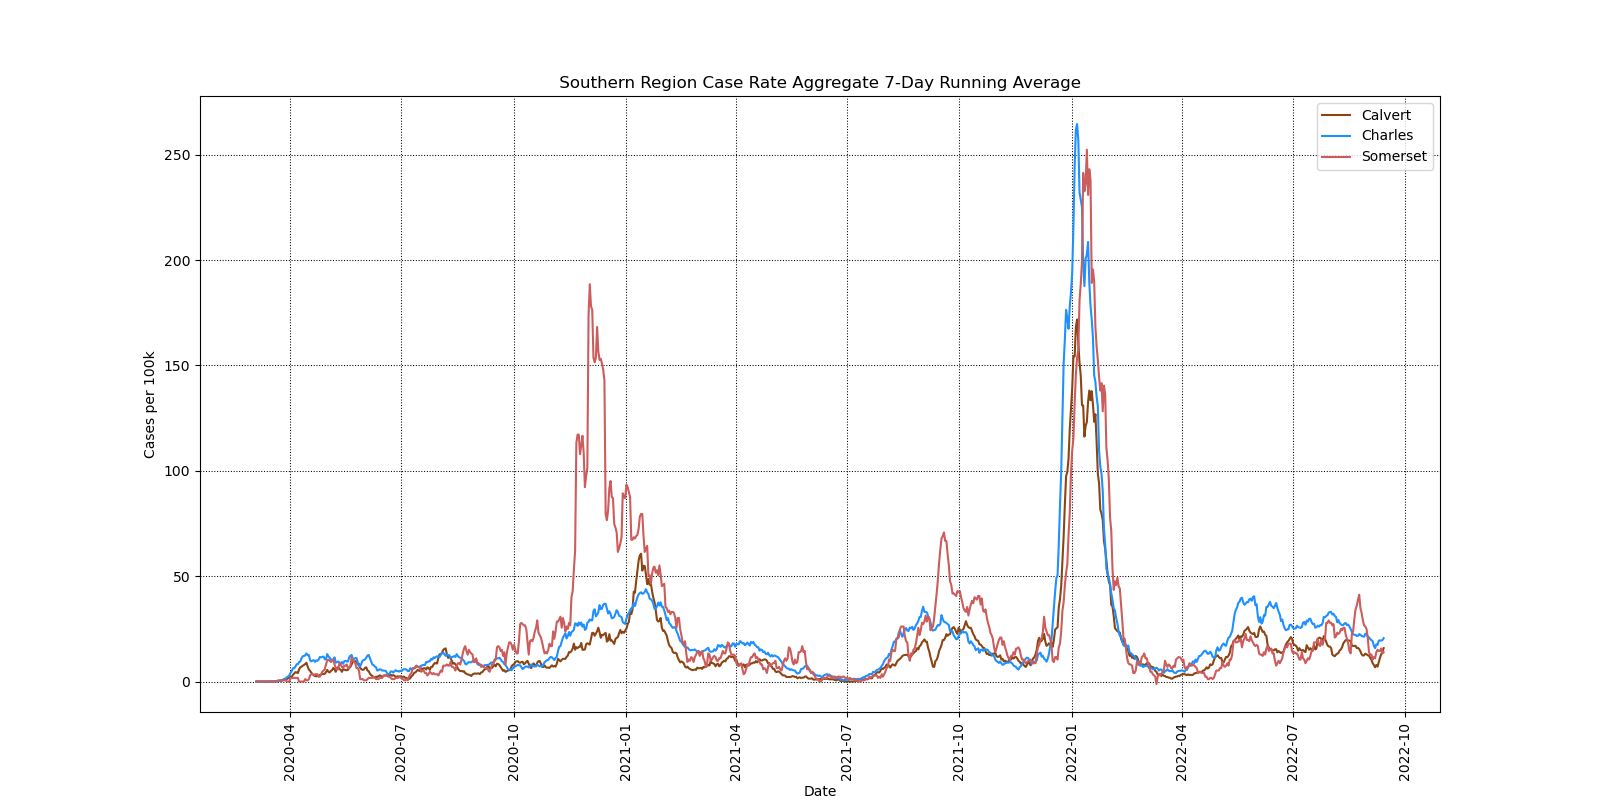 Southern Region Case Rate Aggregate 7-Day Running Average
Calvert
Charles
Somerset
Cases per 100k
250
200
150
100
50
0
2020-04
2020-07
2020-10
2021-01
2021-04
2021-07
2021-10
2022-01
2022-04
2022-07
2022-10
Date